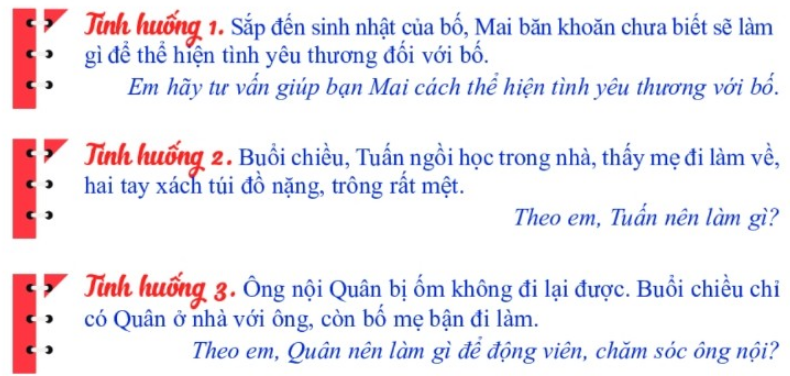 Tình huống 1. Sắp đến sinh nhật của bố, Mai băn khoăn chưa biết sẽ làm
gì để thể hiện tình yêu thương đối với bố.
Em hãy tư vấn giúp bạn Mai cách thể hiện tình yêu thương với bố.
Tình huống 2. Buổi chiều, Tuấn ngồi học trong nhà, thấy mẹ đi làm về,
hai tay xách túi đồ nặng, trông rất mệt.
Theo em, Tuấn nên làm gì?
Tình huống 3. Ông nội Quân bị ốm không đi lại được. Buổi chiều chỉ
có Quân ở nhà với ông, còn bố mẹ bận đi làm.
Theo em, Quân nên làm gì để động viên, chăm sóc ông nội?